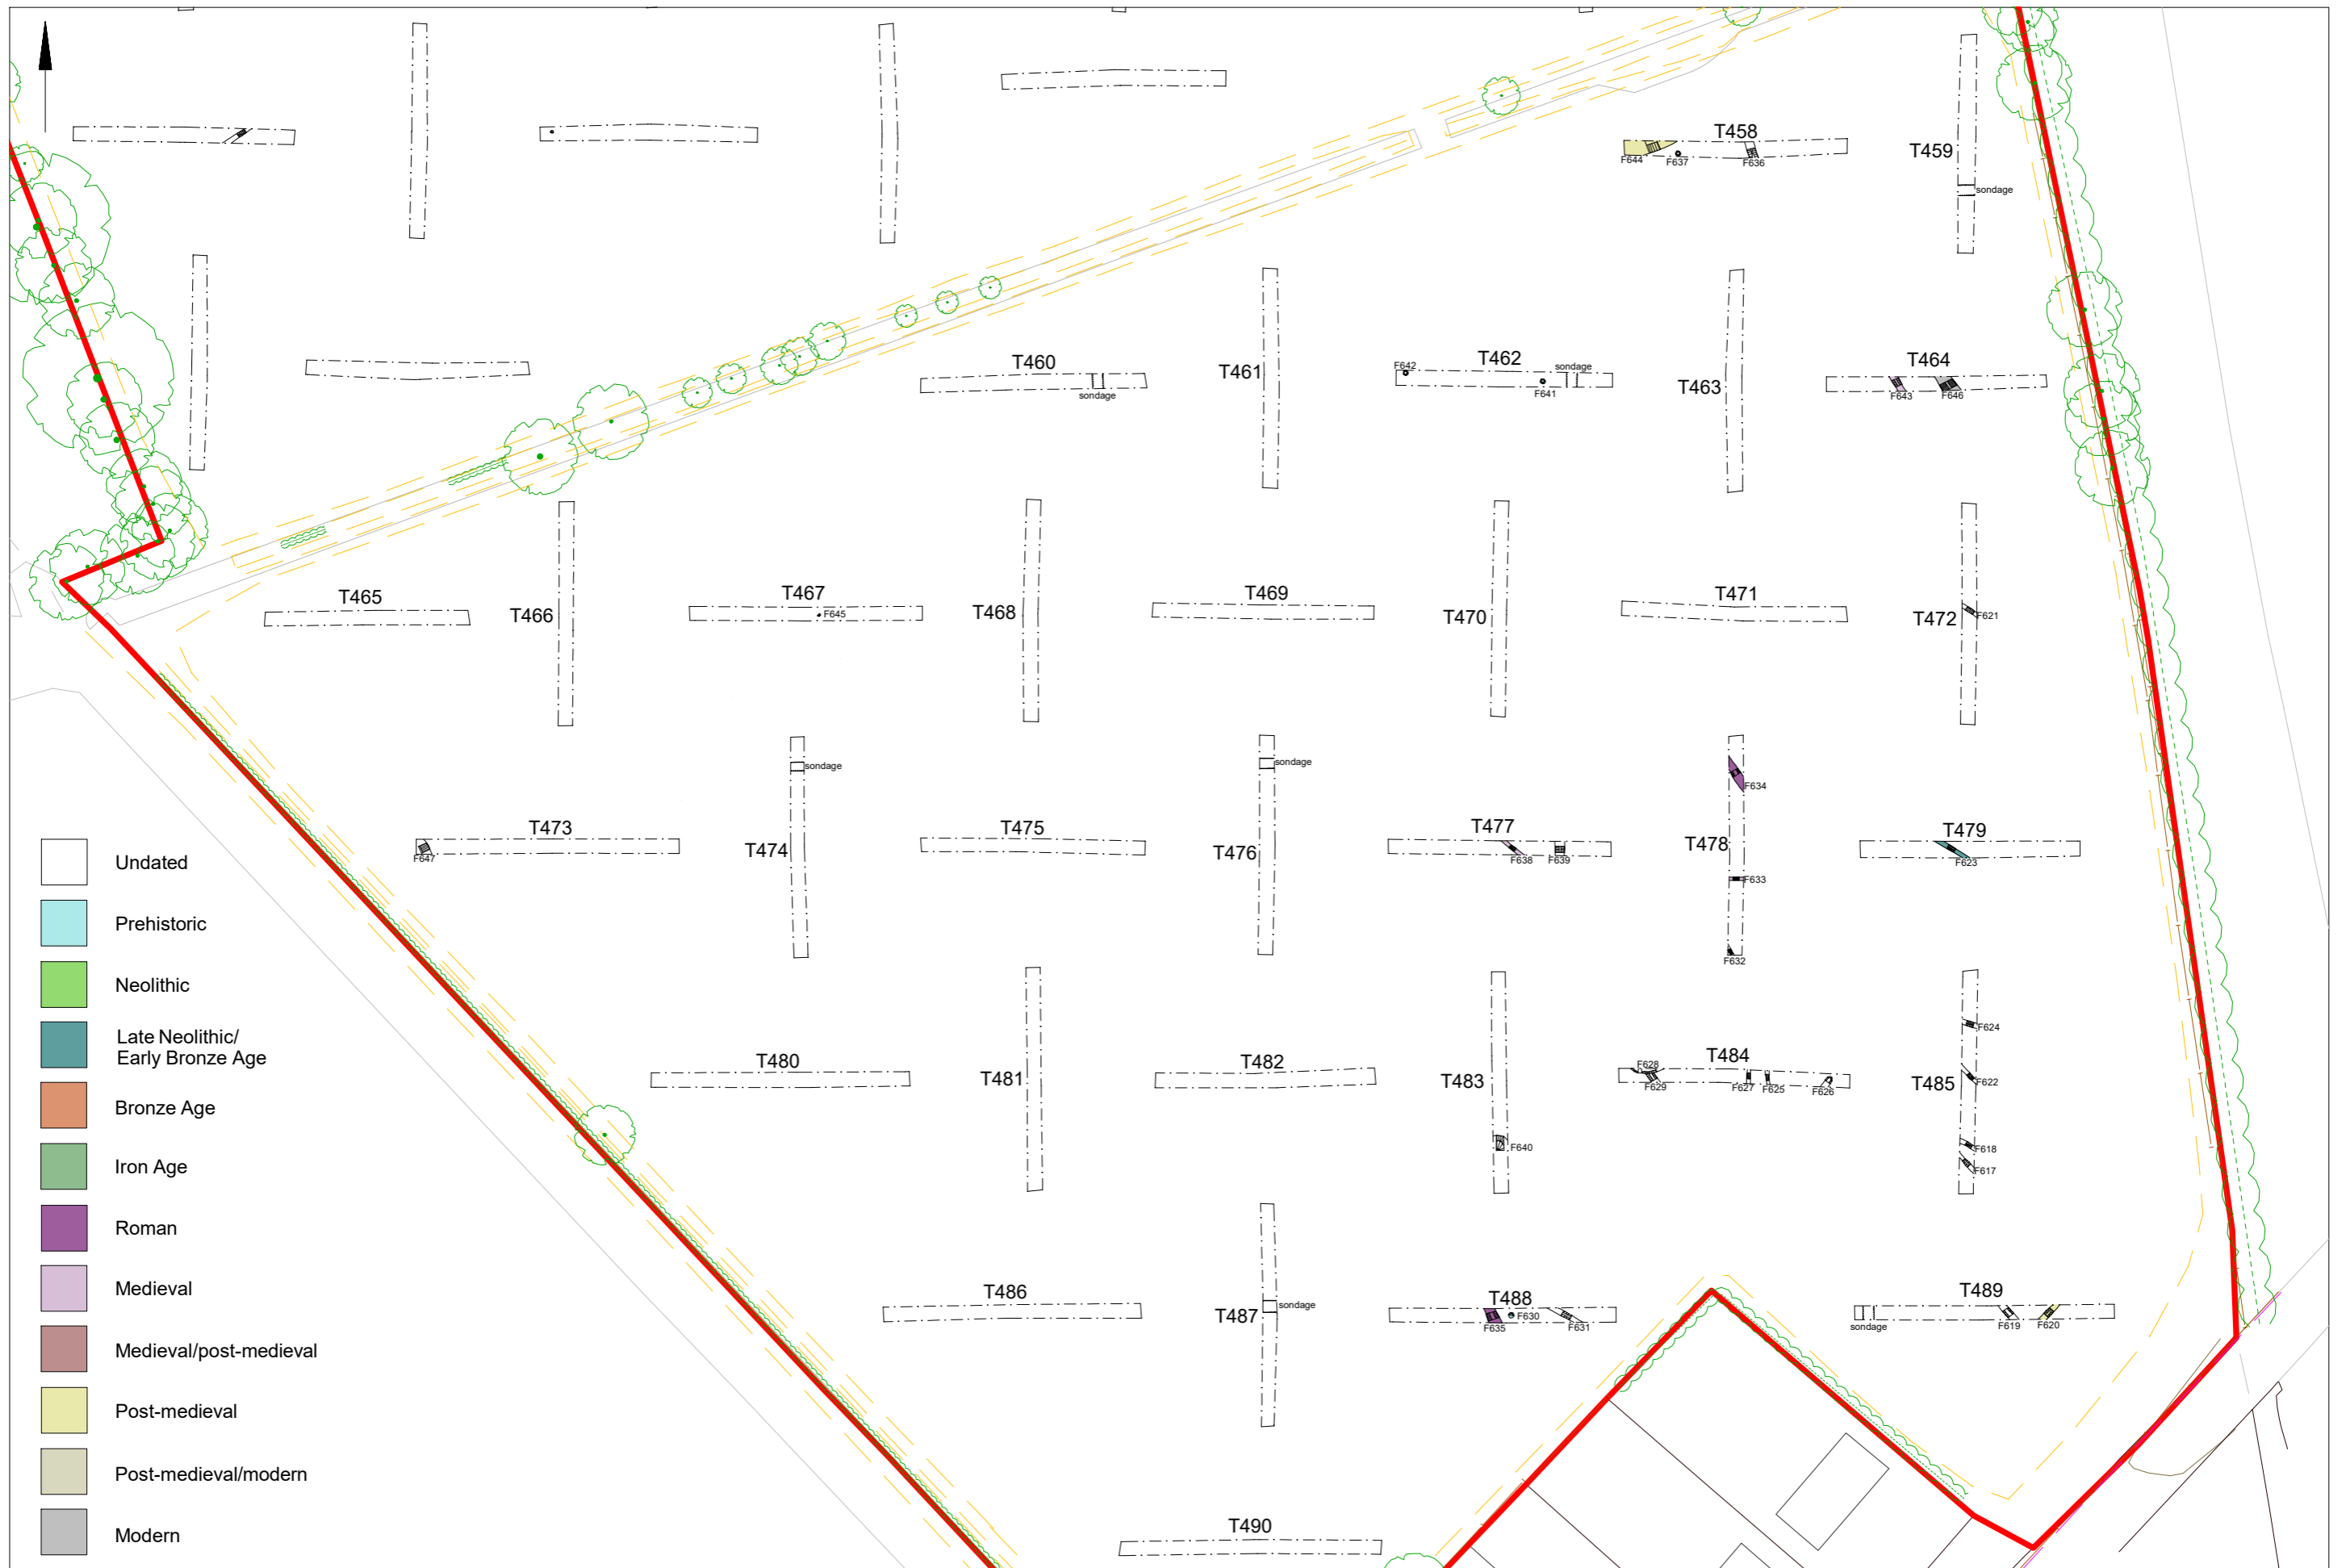 T458
F644
F637
F636
T459
sondage
T460
sondage
T461
F642
T462
sondage
F641
T463
T464
F643
F646
T465
T466
T467
F645
T468
T469
T470
T471
T472
F621
T473
F647
T474
sondage
T475
T476
sondage
T477
F638
F639
T478
F634
F633
F632
T479
F623
T480
T481
T482
T483
F640
T484
F628
F629
F627
F625
F626
T485
F624
F622
F618
F617
T486
T487
sondage
T488
F635
F630
F631
T489
sondage
F619
F620
T490
Undated
Prehistoric
Neolithic
Late Neolithic/
Early Bronze Age
Bronze Age
Iron Age
Roman
Medieval
Medieval/post-medieval
Post-medieval
Post-medieval/modern
Modern